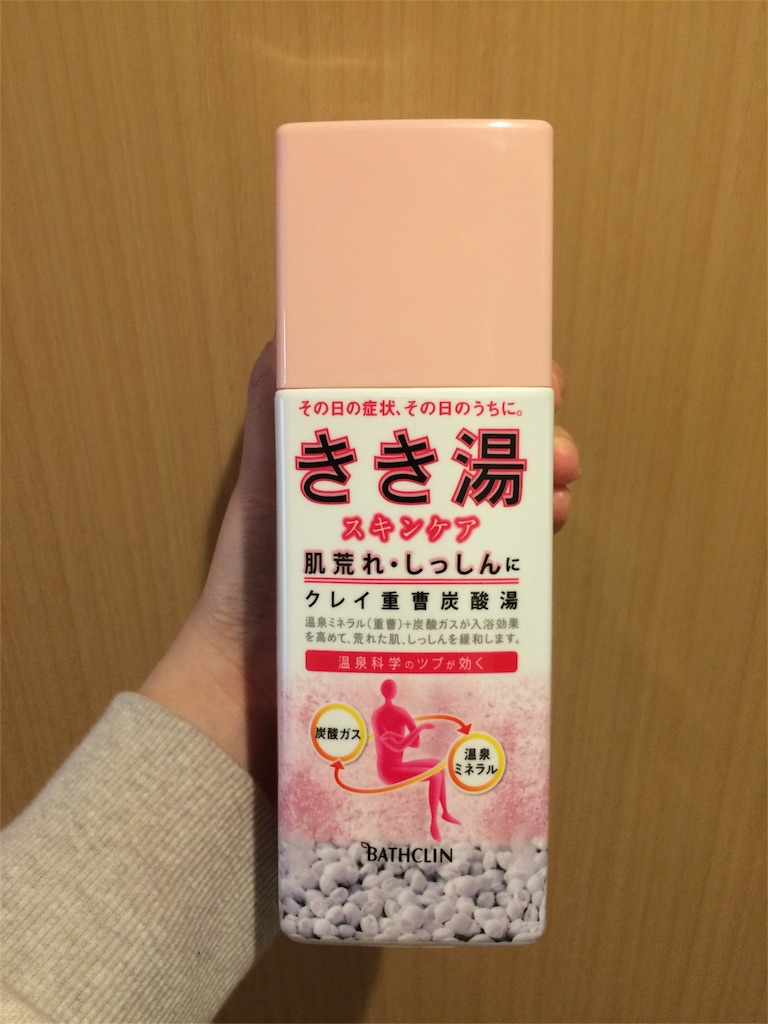 その日の症状、その日のうちに。
きき湯
スキンケア
肌荒れ・しっしんに
クレイ重曹炭酸湯
温泉ミネラル(重曹)+炭酸ガスが入浴効果
を高めて、荒れた肌、しっしんを緩和します。
温泉科学のツブが効く
炭酸ガス
温泉
ミネラル
BATHCLIN